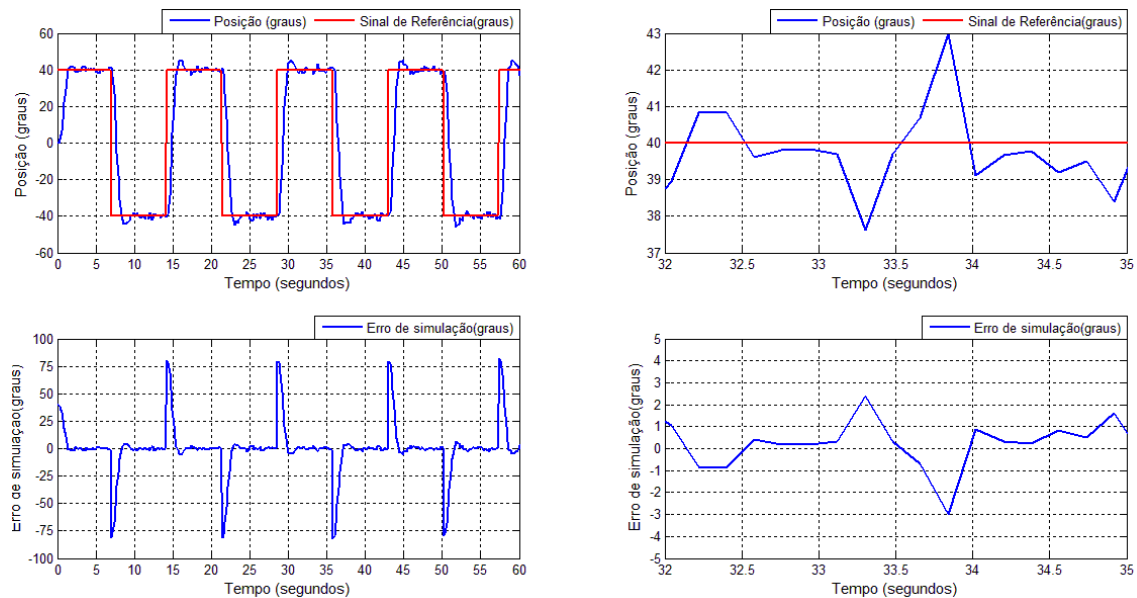 Posição (graus) Sinal de Referência(graus)
60
40
20
0
-20
-40
-60
Posição (graus)
0 5 10 15 20 25 30 35 40 45 50 55 60
Tempo (segundos)
Posição (graus) Sinal de Referência(graus)
43
42
41
40
39
38
37
Posição (graus)
32 32.5 33 33.5 34 34.5 35
Tempo (segundos)
Erro de simulação(graus)
100
75
50
25
0
-25
-50
-75
-100
Erro de simulação(graus)
0 5 10 15 20 25 30 35 40 45 50 55 60
Tempo (segundos)
Erro de simulação(graus)
5
4
3
2
1
0
-1
-2
-3
-4
-5
Erro de simulação(graus)
32 32.5 33 33.5 34 34.5 35
Tempo (segundos)